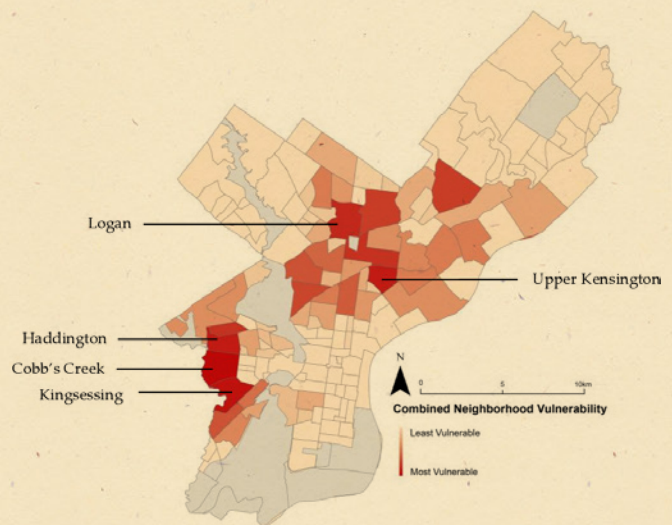 Logan
Upper Kensington
Haddington
Cobb's Creek
Kingsessing
N
0 5 10km
Combined Neighborhood Vulnerability
Least Vulnerable
Most Vulnerable